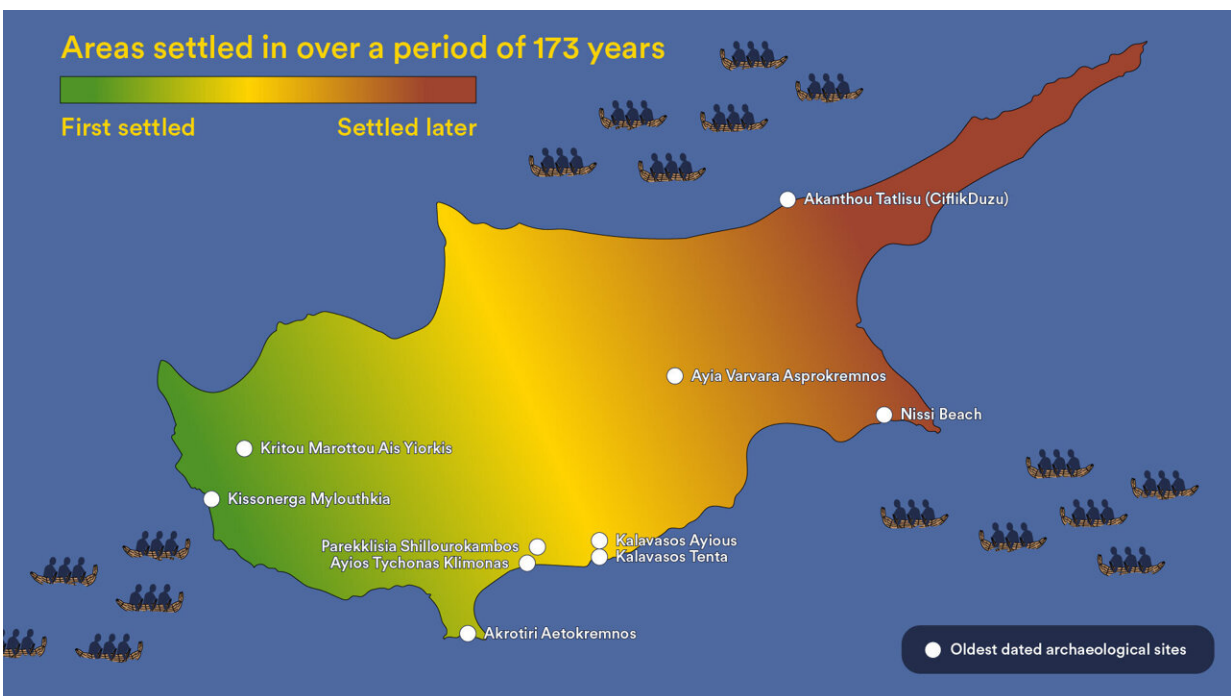 Areas settled in over a period of 173 years
First settled
Settled later
Akanthou Tatlisu (CiflikDuzu)
Ayia Varvara Asprokremnos
Nissi Beach
Kritou Marottou Ais Yiorkis
Kissonerga Mylouthkia
Parekklisia Shillourokambos
Kalavasos Ayious
Ayios Tychonas Klimonas
Kalavasos Tenta
Akrotiri Aetokremnos
Oldest dated archaeological sites